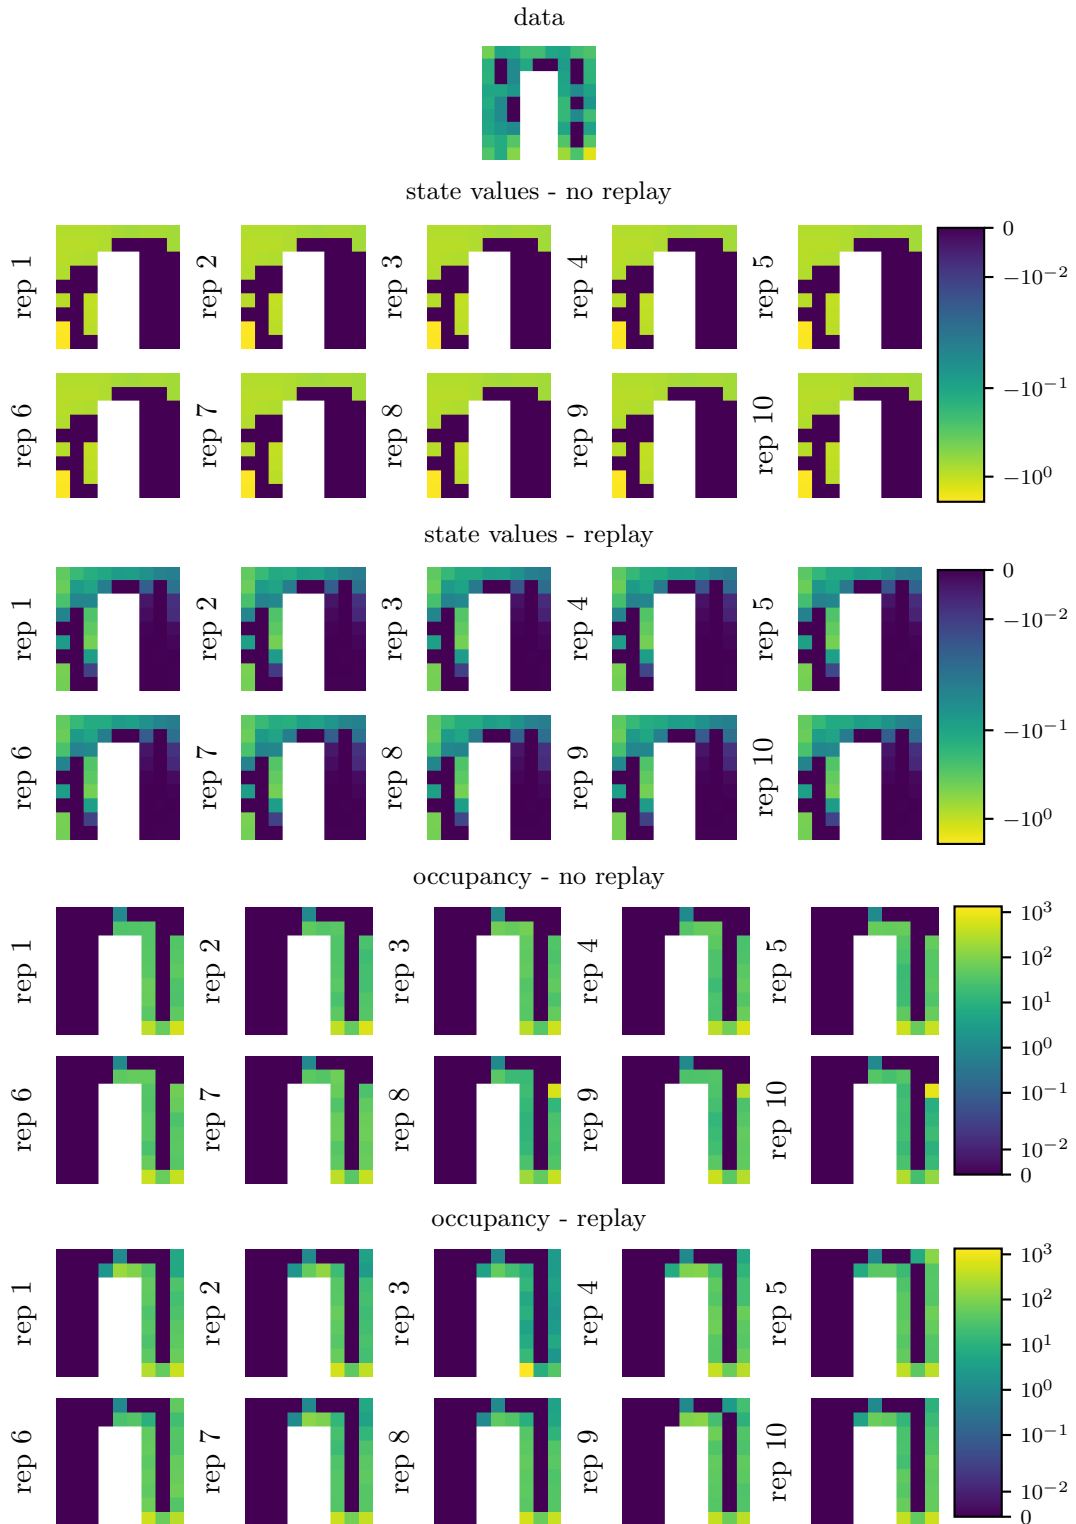 data
state values - no replay
rep 1
rep 2
rep 3
rep 4
rep 5
0
−10⁻²
−10⁻¹
−10⁰
rep 6
rep 7
rep 8
rep 9
rep 10
state values - replay
rep 1
rep 2
rep 3
rep 4
rep 5
0
−10⁻²
−10⁻¹
−10⁰
rep 6
rep 7
rep 8
rep 9
rep 10
occupancy - no replay
rep 1
rep 2
rep 3
rep 4
rep 5
10³
10²
10¹
10⁰
10⁻¹
10⁻²
0
rep 6
rep 7
rep 8
rep 9
rep 10
occupancy - replay
rep 1
rep 2
rep 3
rep 4
rep 5
10³
10²
10¹
10⁰
10⁻¹
10⁻²
0
rep 6
rep 7
rep 8
rep 9
rep 10